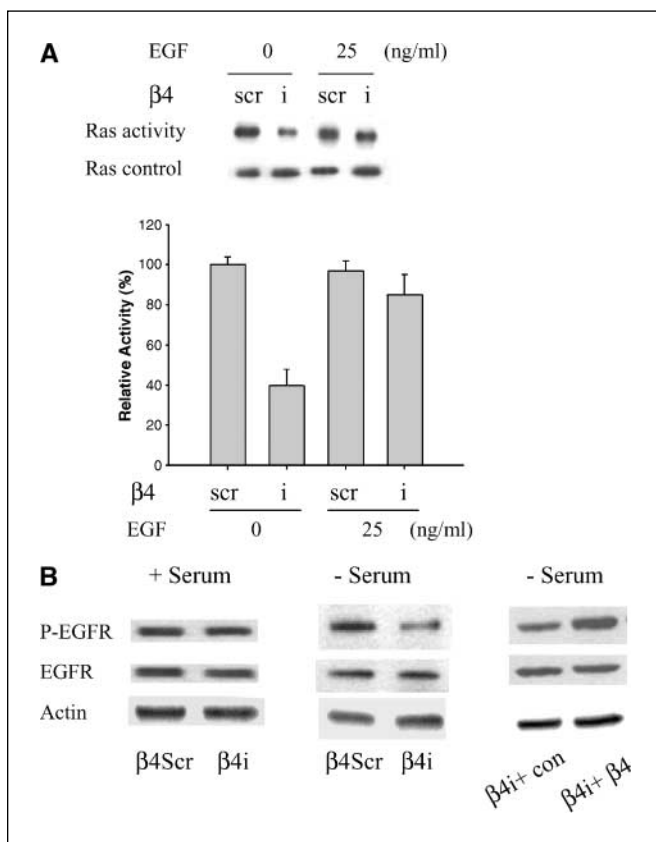 A
EGF 0 25 (ng/ml)
β4 scr i scr i
Ras activity
Ras control
120
100
80
60
40
20
0
Relative Activity (%)
β4 scr i scr i
EGF 0 25 (ng/ml)
B
+ Serum - Serum - Serum
P-EGFR
EGFR
Actin
β4Scr β4i β4Scr β4i β4i+ con β4i+ β4